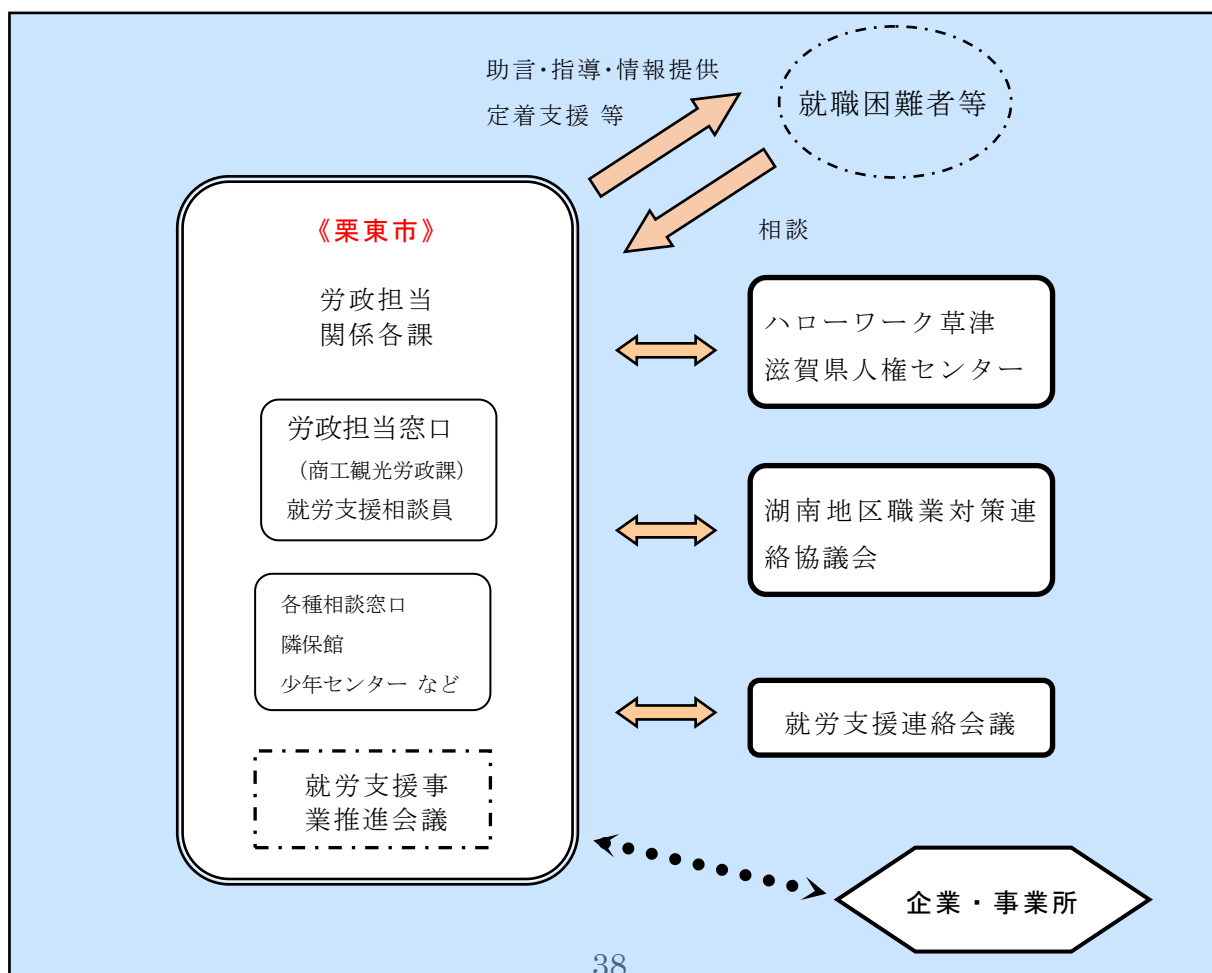 助言・指導・情報提供
定着支援 等
就職困難者等
相談
《栗東市》
労政担当
関係各課
労政担当窓口
（商工観光労政課）
就労支援相談員
各種相談窓口
隣保館
少年センター など
就労支援事
業推進会議
ハローワーク草津
滋賀県人権センター
湖南地区職業対策連
絡協議会
就労支援連絡会議
企業・事業所
38